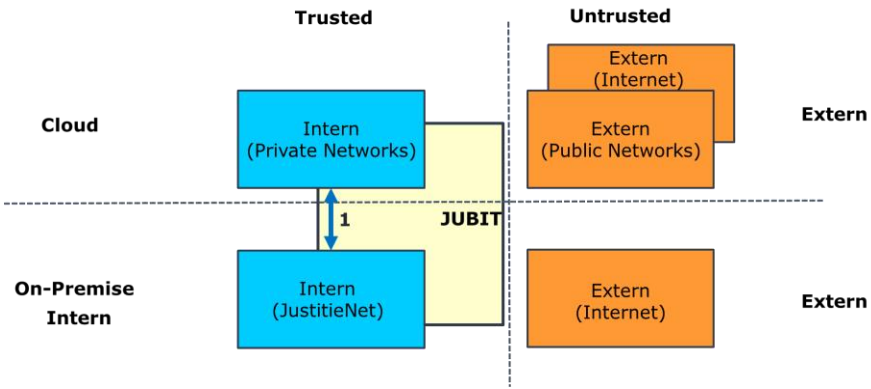 Trusted
Untrusted
Extern
(Internet)
Cloud
Intern
(Private Networks)
Extern
(Public Networks)
Extern
1
JUBIT
On-Premise
Intern
Intern
(JustitieNet)
Extern
(Internet)
Extern